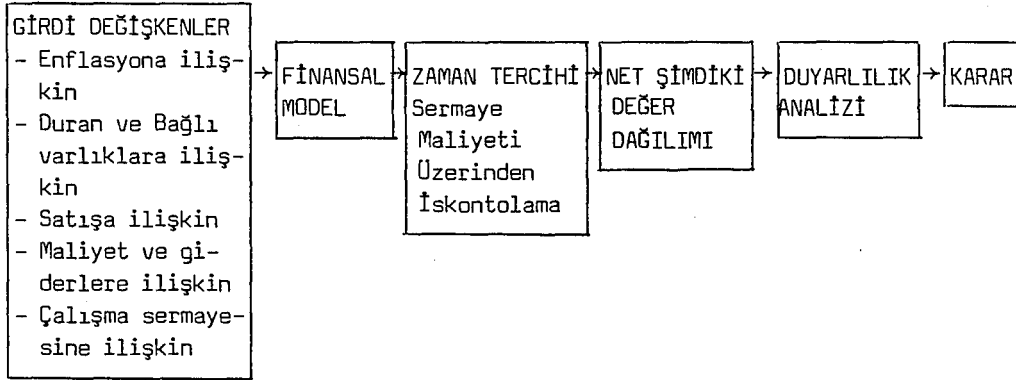 GİRDİ DEĞİŞKENLER
- Enflasyona iliş-
kin
- Duran ve Bağlı
varlıklara iliş-
kin
- Satışa ilişkin
- Maliyet ve gi-
derlere ilişkin
- Çalışma sermaye-
sine ilişkin
→ FİNANSAL
MODEL
→ ZAMAN TERCİHİ
Sermaye
Maliyeti
Üzerinden
İskontolama
→ NET ŞİMDİKİ
DEĞER
DAĞILIMI
→ DUYARLILIK
ANALİZİ
→ KARAR